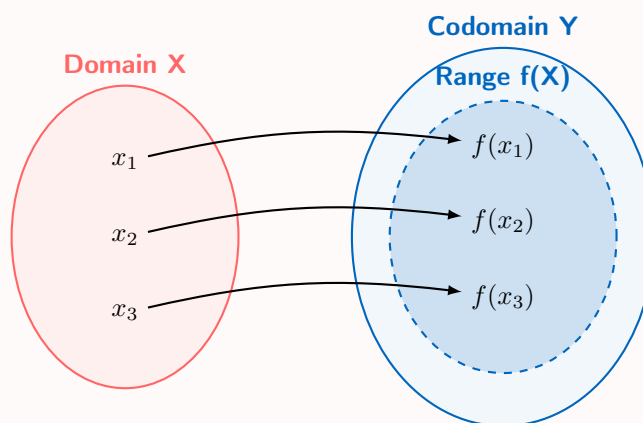 Codomain Y
Domain X
Range f(X)
x₁
f(x₁)
x₂
f(x₂)
x₃
f(x₃)